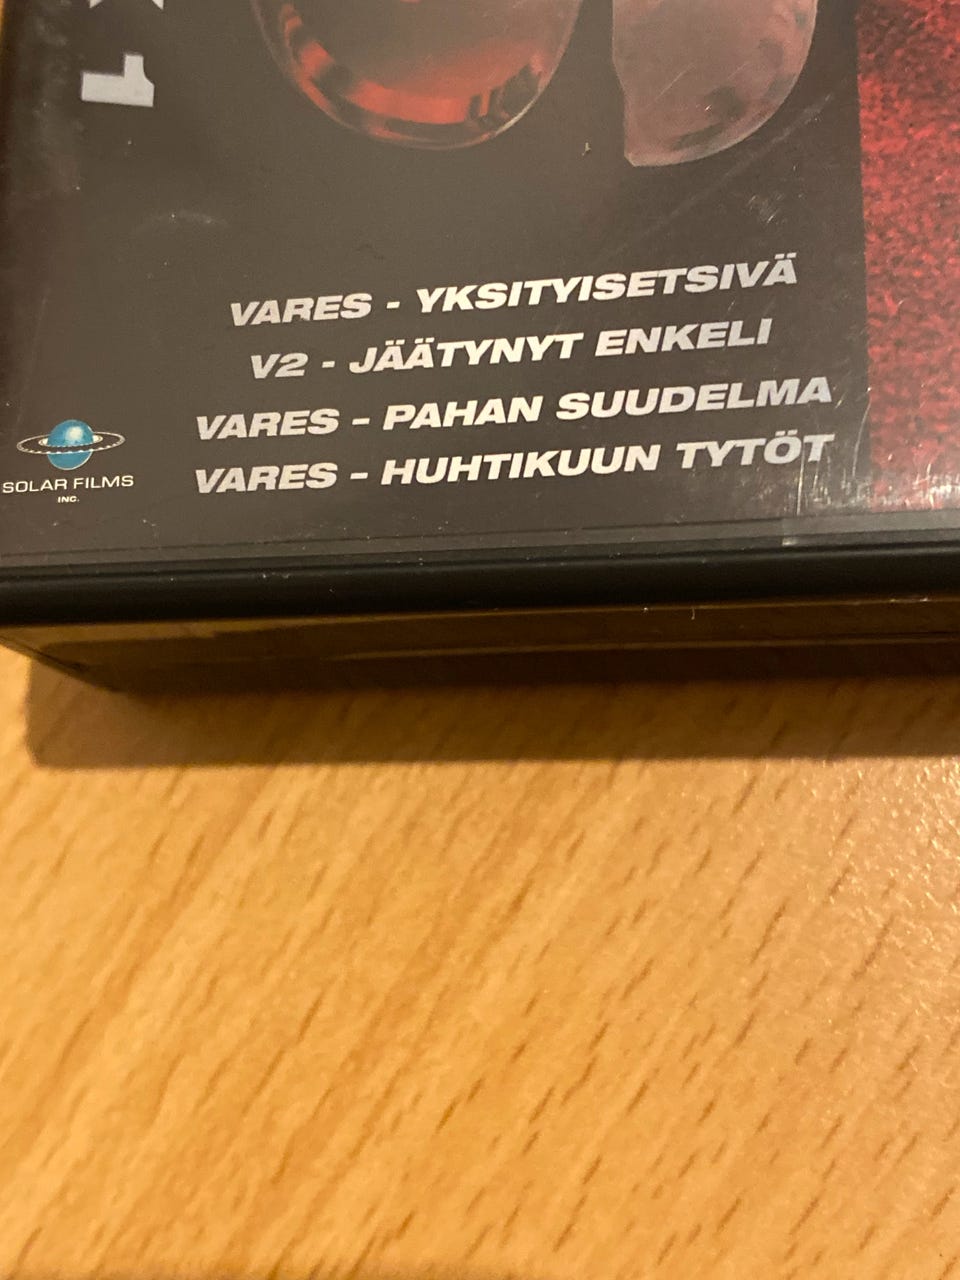 VARES - YKSITYISETSIVÄ
V2 - JÄÄTYNYT ENKELI
VARES - PAHAN SUUDELMA
VARES - HUHTIKUUN TYTÖT
SOLAR FILMS
INC.